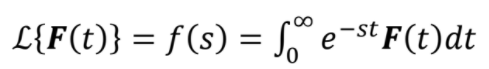 ℒ{𝑭(t)} = f(s) = ∫₀^∞ e^{−st} 𝑭(t)dt